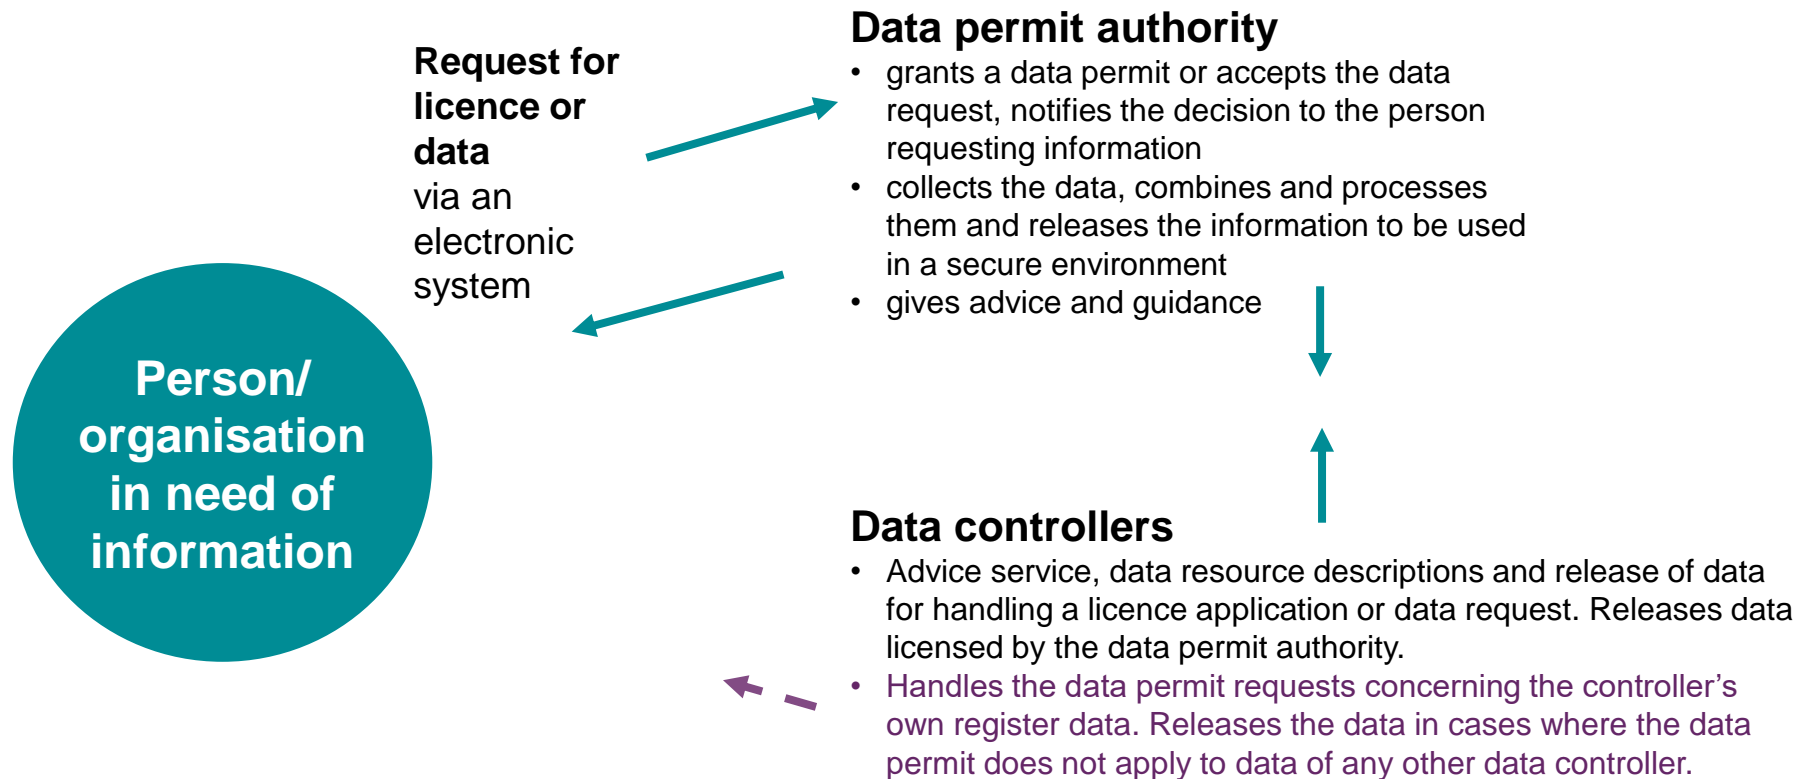 Request for
licence or
data
via an
electronic
system
Person/
organisation
in need of
information
Data permit authority
• grants a data permit or accepts the data
request, notifies the decision to the person
requesting information
• collects the data, combines and processes
them and releases the information to be used
in a secure environment
• gives advice and guidance
Data controllers
• Advice service, data resource descriptions and release of data
for handling a licence application or data request. Releases data
licensed by the data permit authority.
• Handles the data permit requests concerning the controller’s
own register data. Releases the data in cases where the data
permit does not apply to data of any other data controller.